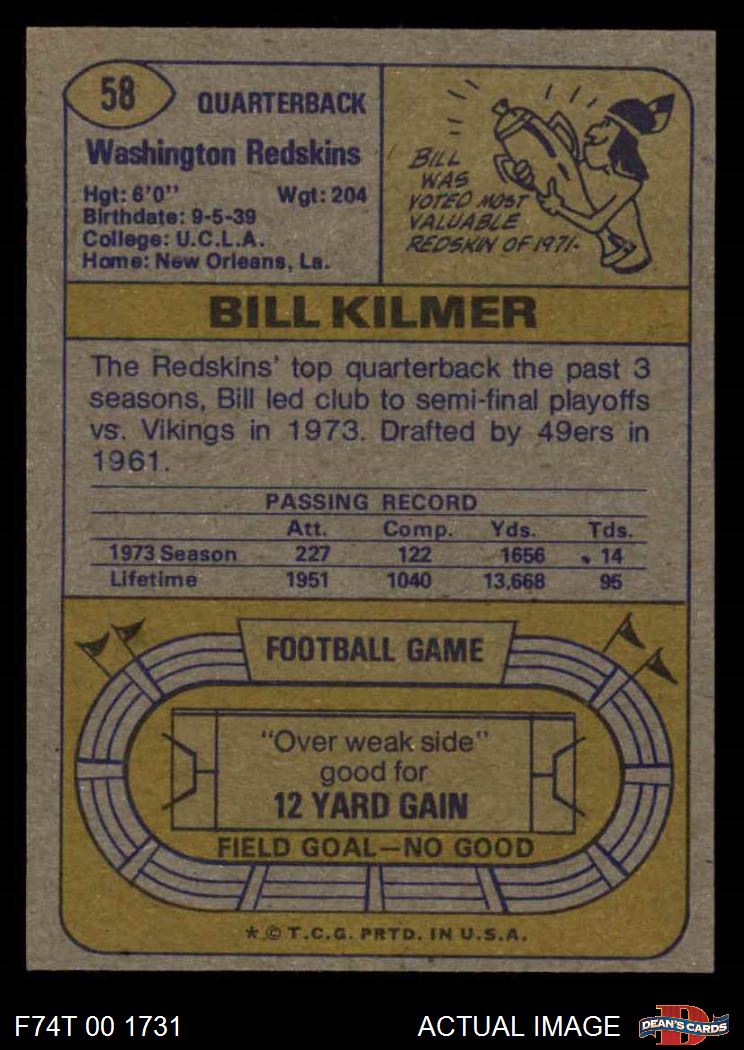 58
QUARTERBACK
Washington Redskins
Hgt: 6'0" Wgt: 204
Birthdate: 9-5-39
College: U.C.L.A.
Home: New Orleans, La.
BILL
WAS
VOTED MOST
VALUABLE
REDSKIN OF 1971.
BILL KILMER
The Redskins' top quarterback the past 3
seasons, Bill led club to semi-final playoffs
vs. Vikings in 1973. Drafted by 49ers in
1961.
PASSING RECORD
Att. Comp. Yds. Tds.
1973 Season 227 122 1656 14
Lifetime 1951 1040 13,668 95
FOOTBALL GAME
"Over weak side"
good for
12 YARD GAIN
FIELD GOAL—NO GOOD
* © T.C.G. PRTD. IN U.S.A.
F74T 00 1731 ACTUAL IMAGE
D
DEAN'S CARDS